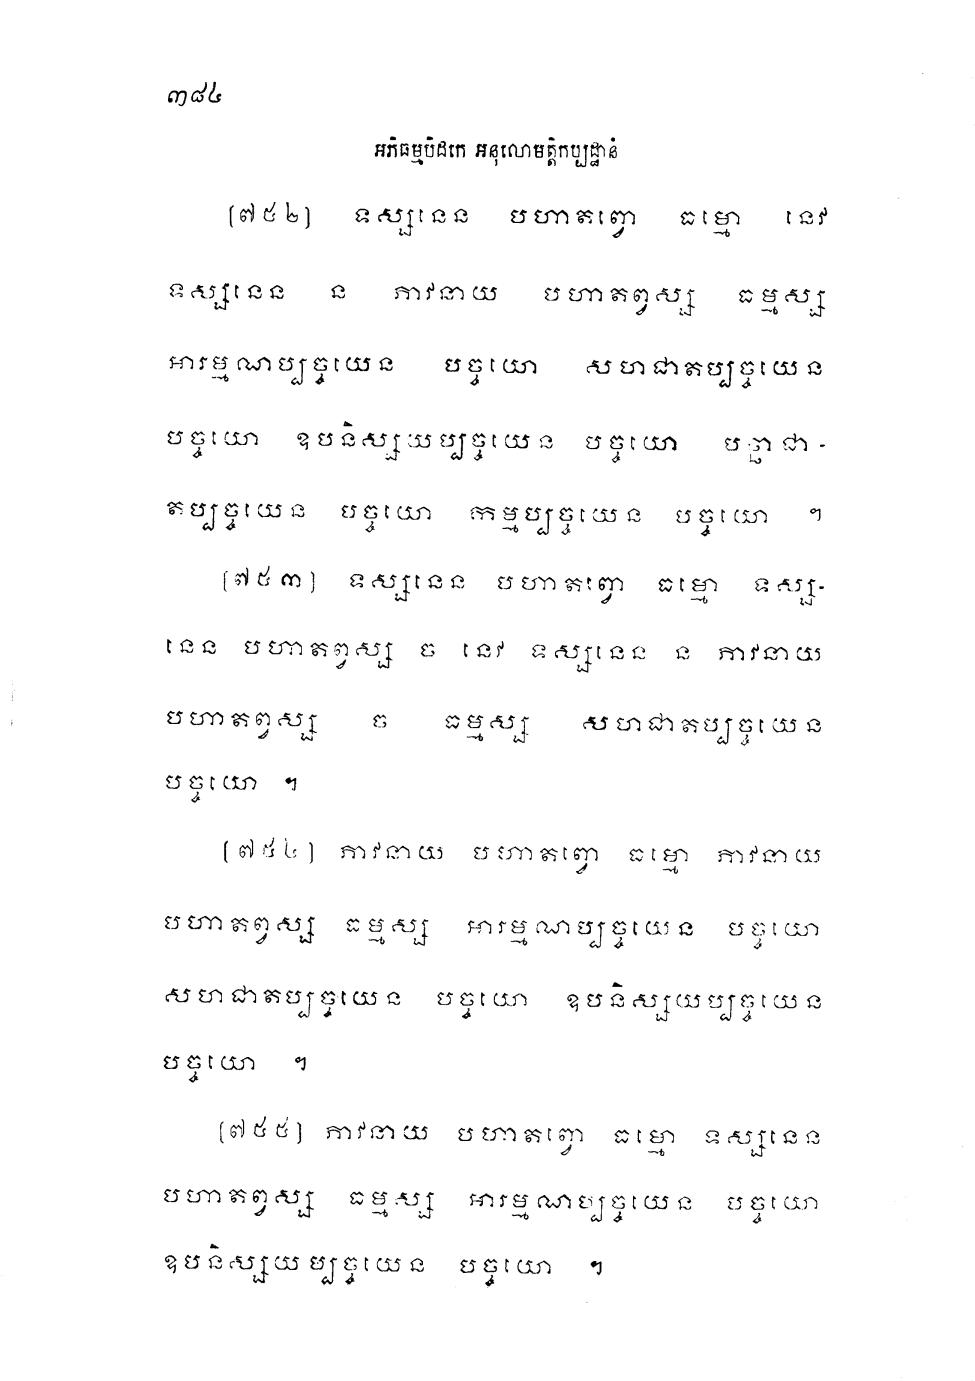 ៣៨៤
អភិធម្មបិដកេ អនុលោមត្តិកប្បដ្ឋានំ
[៧៥២] ទស្សនេន បហាតព្វោ ធម្មោ នេវ
ទស្សនេន ន ភាវនាយ បហាតព្វស្ស ធម្មស្ស
អារម្មណប្បច្ចយេន បច្ចយោ សហជាតប្បច្ចយេន
បច្ចយោ ឧបនិស្សយប្បច្ចយេន បច្ចយោ បច្ឆាជា-
តប្បច្ចយេន បច្ចយោ កម្មប្បច្ចយេន បច្ចយោ ។
[៧៥៣] ទស្សនេន បហាតព្វោ ធម្មោ ទស្ស-
នេន បហាតព្វស្ស ច នេវ ទស្សនេន ន ភាវនាយ
បហាតព្វស្ស ច ធម្មស្ស សហជាតប្បច្ចយេន
បច្ចយោ ។
[៧៥៤] ភាវនាយ បហាតព្វោ ធម្មោ ភាវនាយ
បហាតព្វស្ស ធម្មស្ស អារម្មណប្បច្ចយេន បច្ចយោ
សហជាតប្បច្ចយេន បច្ចយោ ឧបនិស្សយប្បច្ចយេន
បច្ចយោ ។
[៧៥៥] ភាវនាយ បហាតព្វោ ធម្មោ ទស្សនេន
បហាតព្វស្ស ធម្មស្ស អារម្មណប្បច្ចយេន បច្ចយោ
ឧបនិស្សយប្បច្ចយេន បច្ចយោ ។